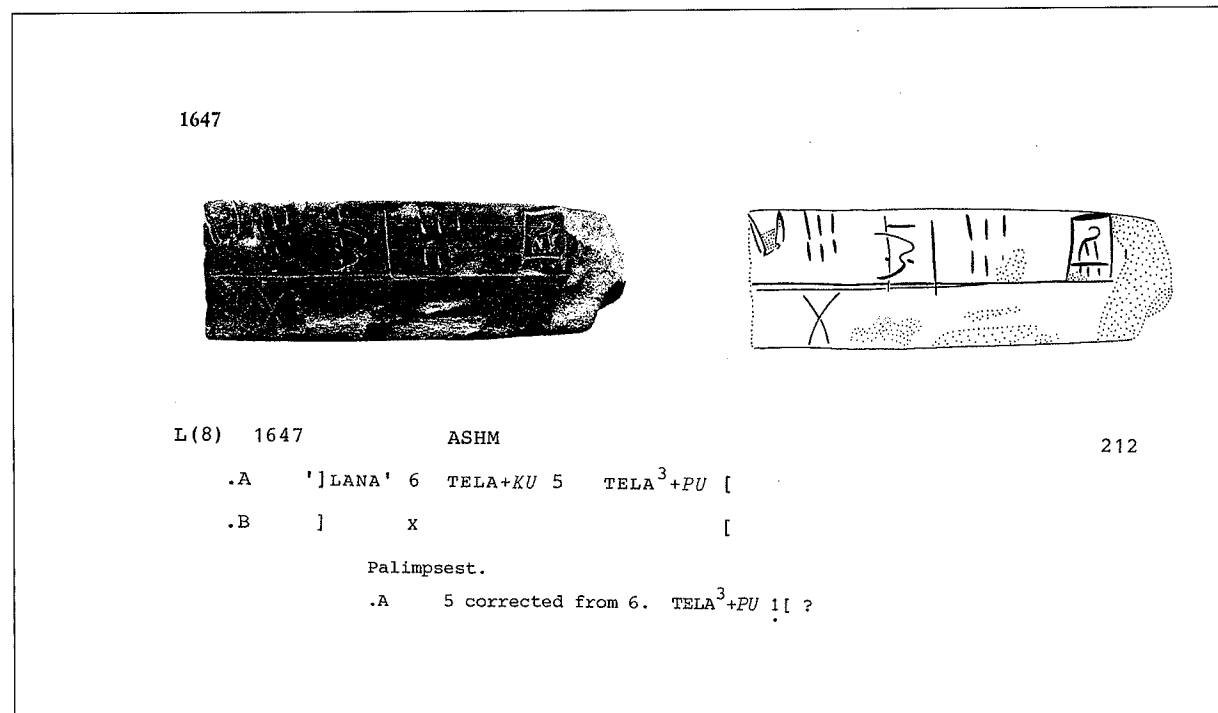 1647
L(8) 1647 ASHM 212
.A ']LANA' 6 TELA+KU 5 TELA³+PU [
.B ] X [
Palimpsest.
.A 5 corrected from 6. TELA³+PU 1̣[ ?